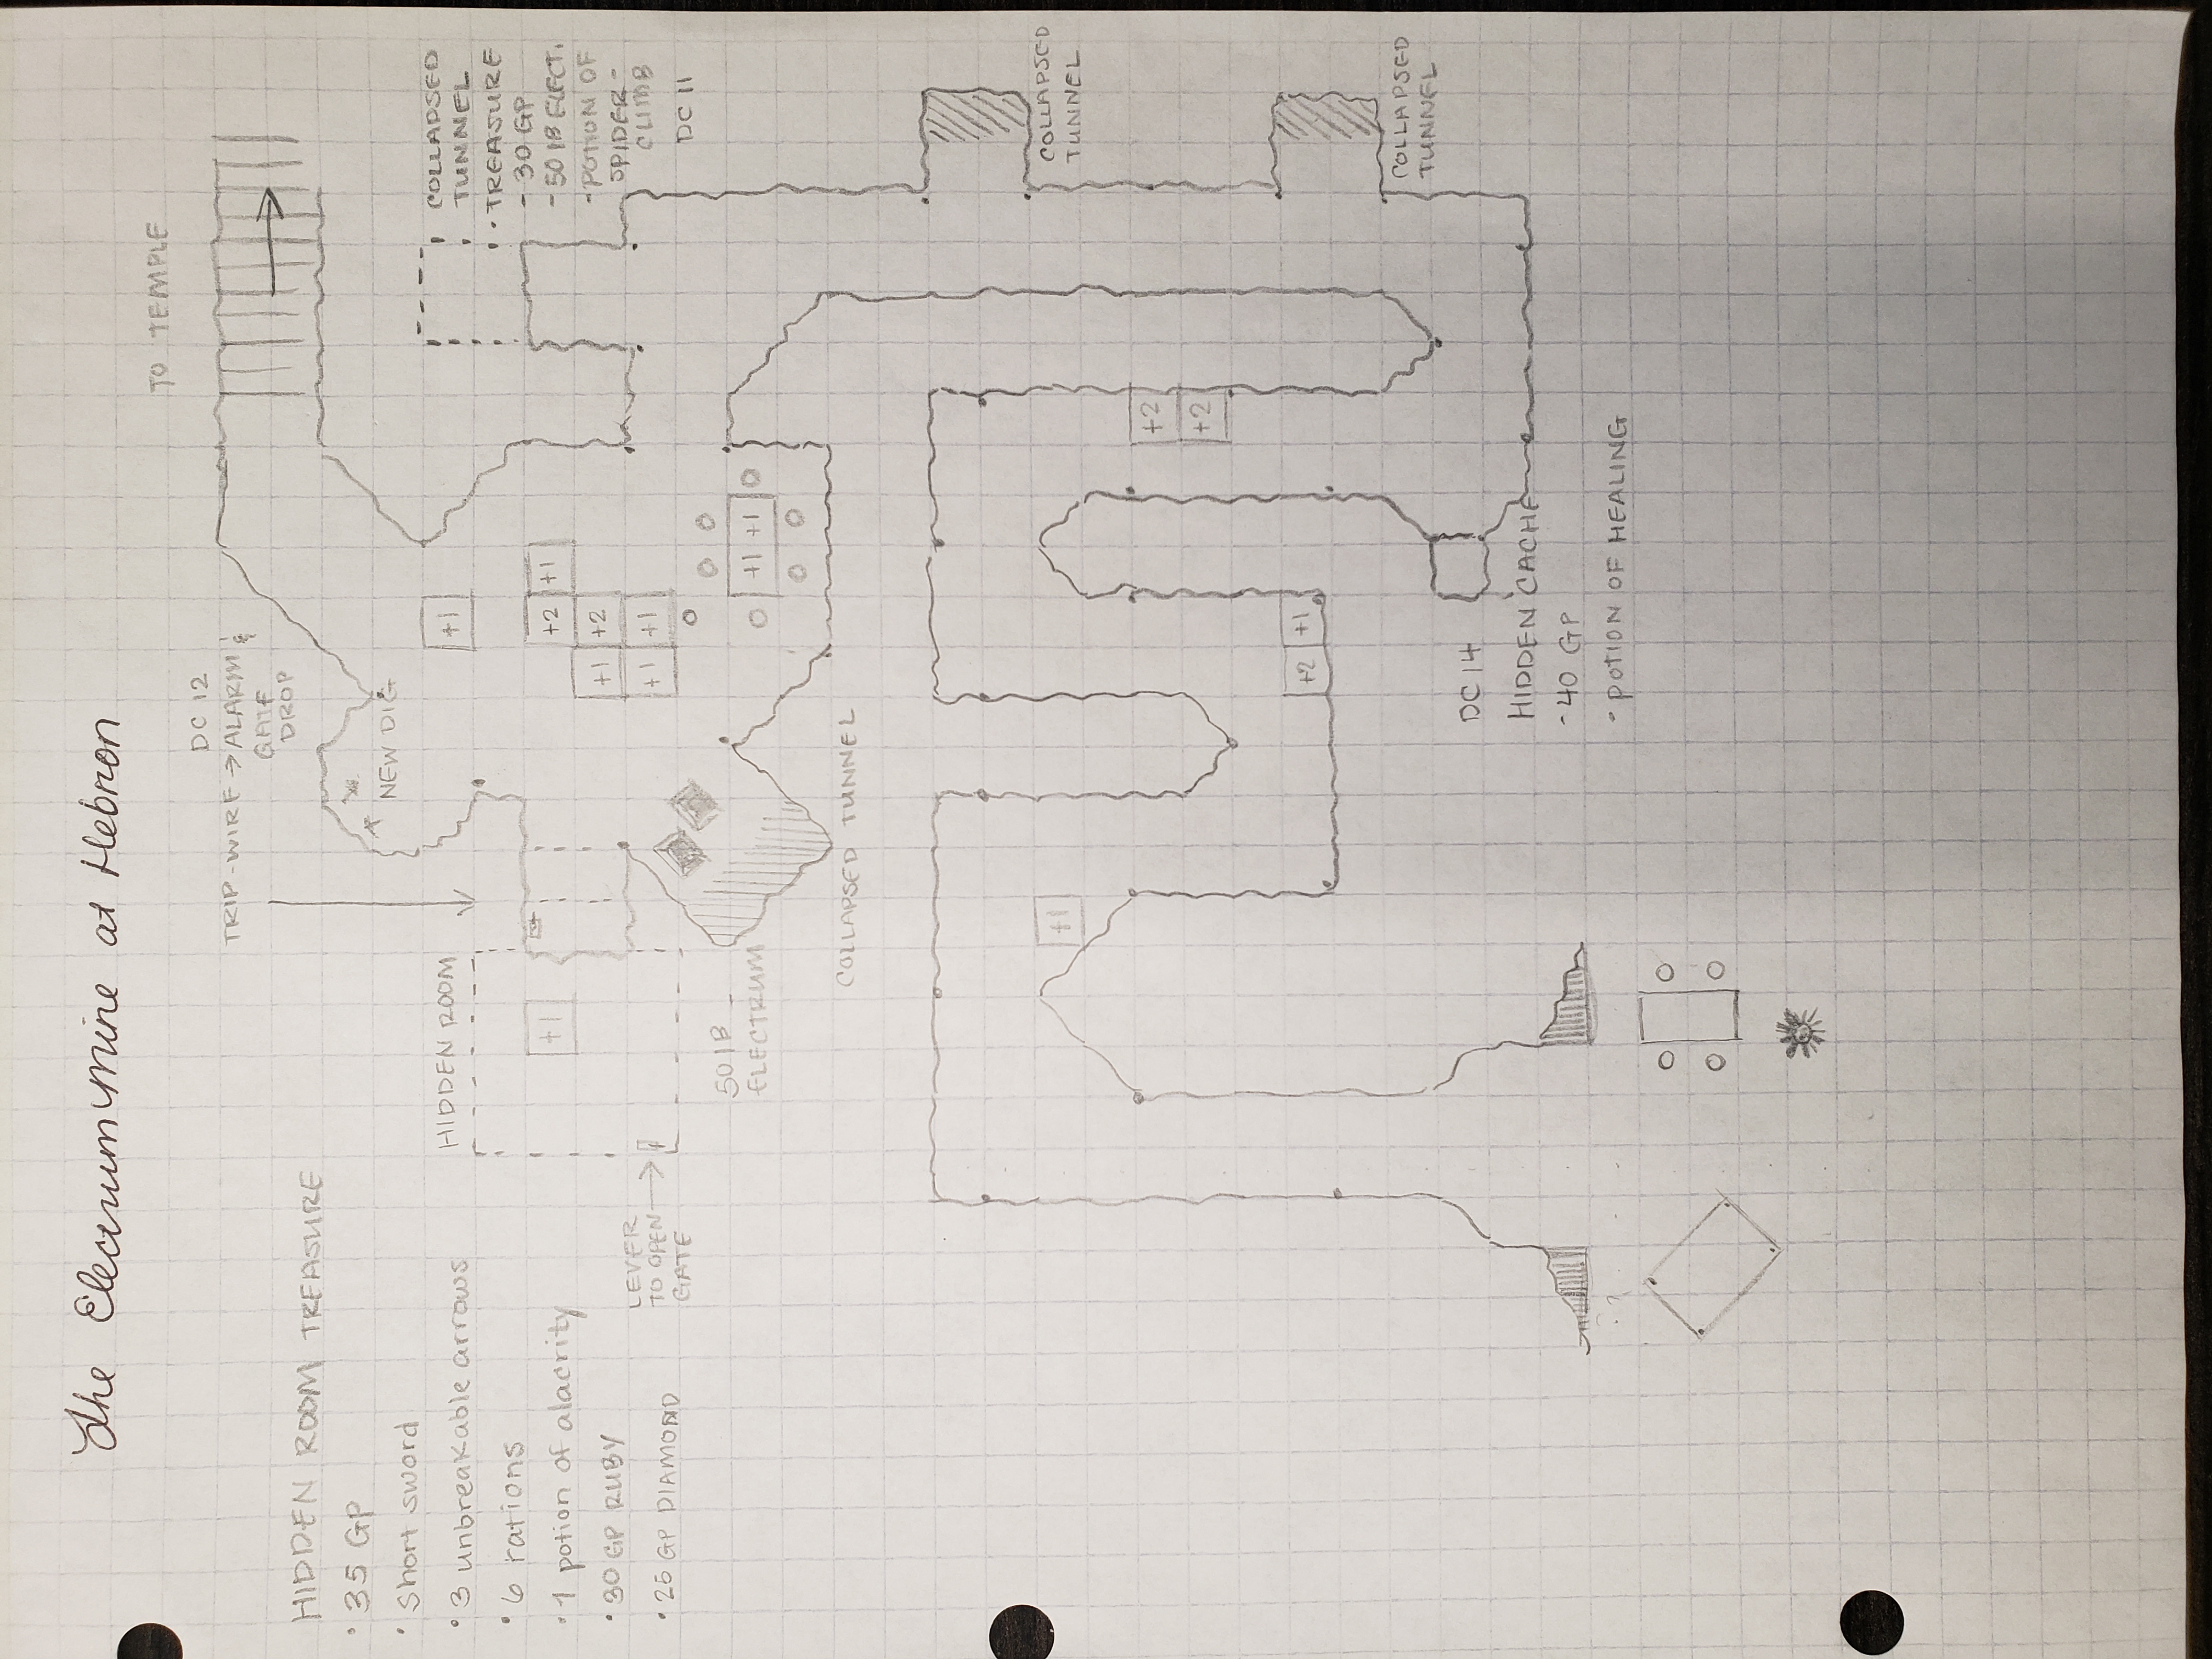 The Electrum Mine at Hebron
TO TEMPLE
DC 12
TRIP-WIRE → ALARM &
GATE
DROP
HIDDEN ROOM TREASURE
• 35 GP
• Short sword
• 3 unbreakable arrows
• 6 rations
• 1 potion of alacrity
• 30 GP RUBY
• 25 GP DIAMOND
NEW DIG
HIDDEN ROOM
+1
COLLAPSED
TUNNEL
• TREASURE
- 30 GP
- 50 lB ELECT.
- POTION OF
SPIDER-
CLIMB
DC 11
+1
+2 +1
+1 +2
+1 +1
LEVER
TO OPEN
GATE
50 lB
ELECTRUM
+1 +1
COLLAPSED TUNNEL
COLLAPSED
TUNNEL
+1
+2
+2
+2 +1
COLLAPSED
TUNNEL
DC 14
HIDDEN CACHE
- 40 GP
- POTION OF HEALING